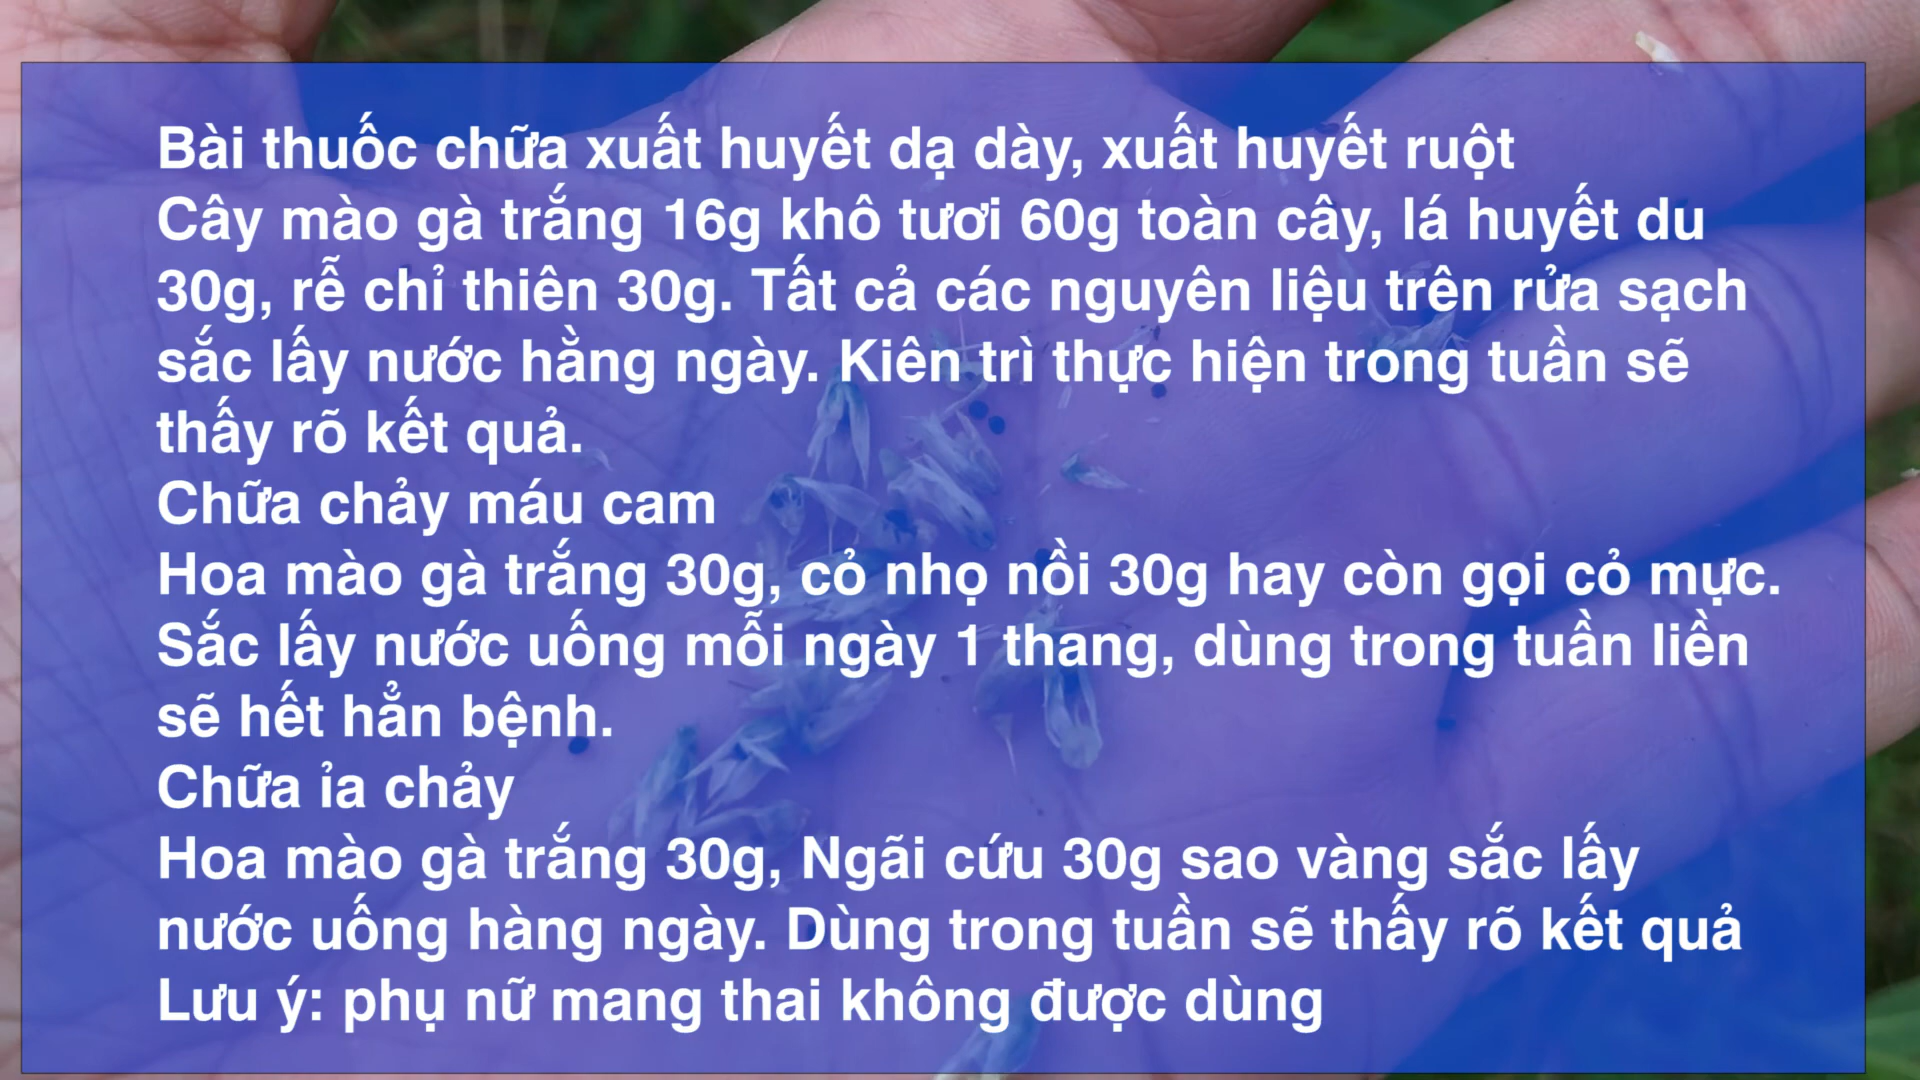 Bài thuốc chữa xuất huyết dạ dày, xuất huyết ruột
Cây mào gà trắng 16g khô tươi 60g toàn cây, lá huyết du
30g, rễ chỉ thiên 30g. Tất cả các nguyên liệu trên rửa sạch
sắc lấy nước hằng ngày. Kiên trì thực hiện trong tuần sẽ
thấy rõ kết quả.
Chữa chảy máu cam
Hoa mào gà trắng 30g, cỏ nhọ nồi 30g hay còn gọi cỏ mực.
Sắc lấy nước uống mỗi ngày 1 thang, dùng trong tuần liền
sẽ hết hẳn bệnh.
Chữa ỉa chảy
Hoa mào gà trắng 30g, Ngãi cứu 30g sao vàng sắc lấy
nước uống hàng ngày. Dùng trong tuần sẽ thấy rõ kết quả
Lưu ý: phụ nữ mang thai không được dùng